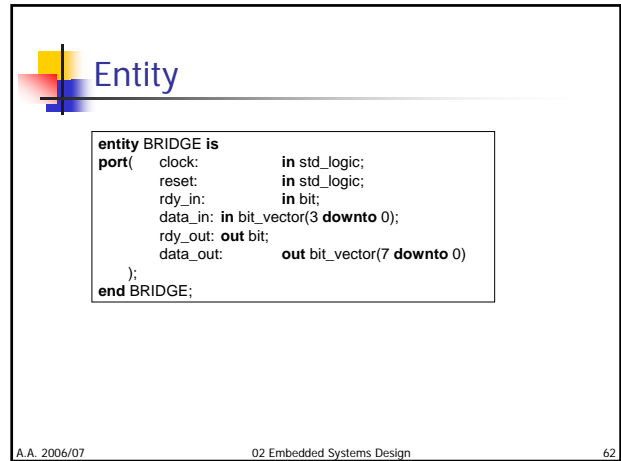 Entity
entity BRIDGE is
port( clock: in std_logic;
reset: in std_logic;
rdy_in: in bit;
data_in: in bit_vector(3 downto 0);
rdy_out: out bit;
data_out: out bit_vector(7 downto 0)
);
end BRIDGE;
A.A. 2006/07 02 Embedded Systems Design 62